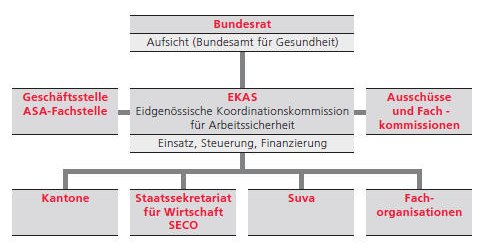 Bundesrat
Aufsicht (Bundesamt für Gesundheit)
Geschäftsstelle
ASA-Fachstelle
EKAS
Eidgenössische Koordinationskommission
für Arbeitssicherheit
Einsatz, Steuerung, Finanzierung
Ausschüsse
und Fach -
kommissionen
Kantone
Staatssekretariat
für Wirtschaft
SECO
Suva
Fach-
organisationen